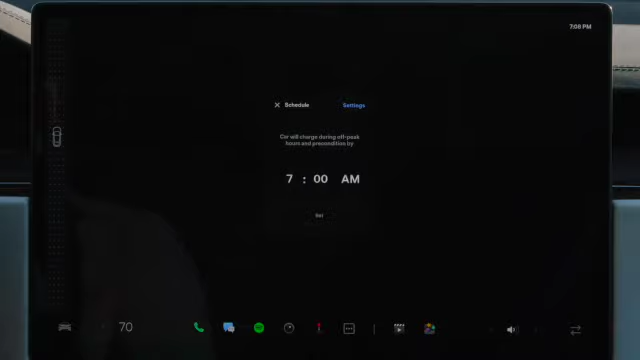 7:08 PM
Schedule Settings
Car will charge during off-peak
hours and precondition by
7 : 00 AM
Set
70